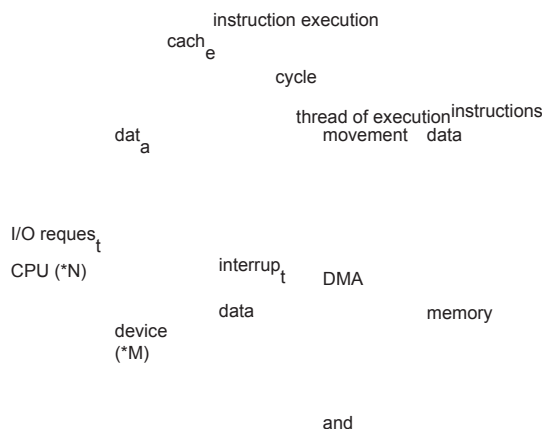 instruction execution
cache
cycle
thread of execution
instructions
data
movement
data
I/O request
CPU (*N)
interrupt
DMA
data
memory
device
(*M)
and